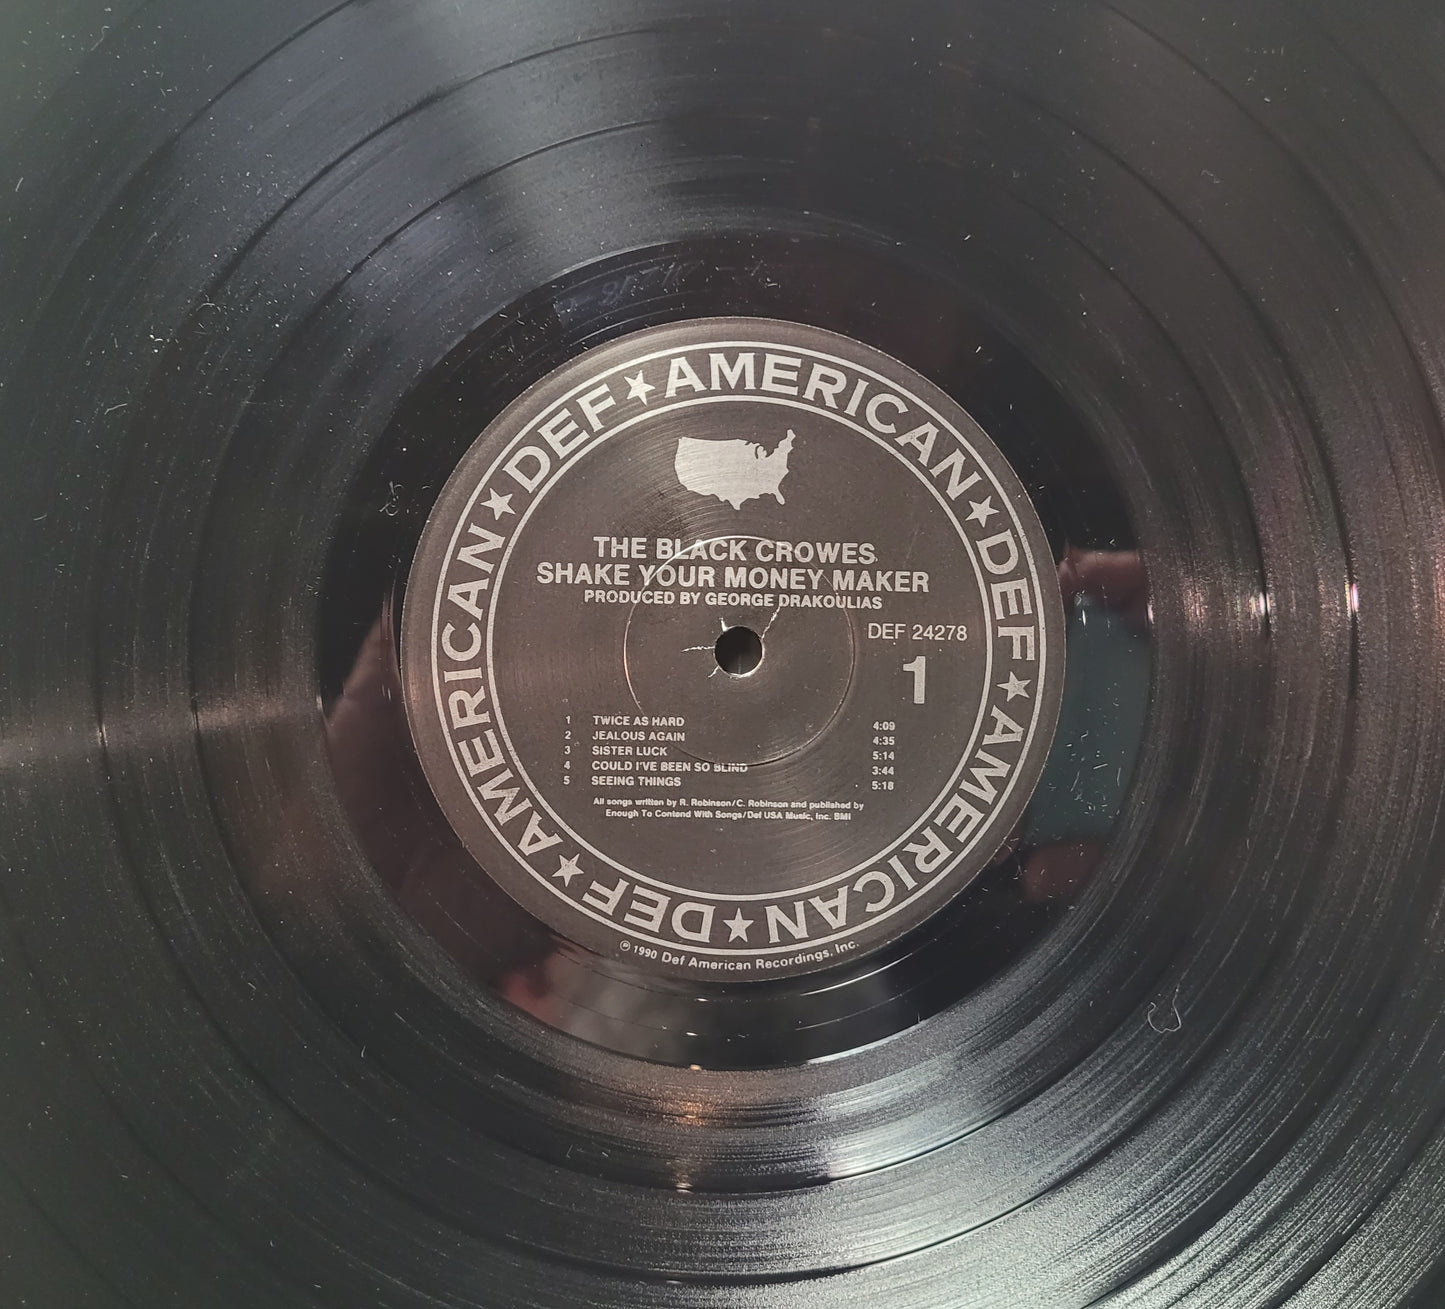 DEF★AMERICAN★DEF★AMERICAN★DEF★AMERICAN★DEF★AMERICAN★
THE BLACK CROWES
SHAKE YOUR MONEY MAKER
PRODUCED BY GEORGE DRAKOULIAS
DEF 24278
1
1 TWICE AS HARD 4:09
2 JEALOUS AGAIN 4:35
3 SISTER LUCK 5:14
4 COULD I'VE BEEN SO BLIND 3:44
5 SEEING THINGS 5:18
All songs written by R. Robinson/C. Robinson and published by
Enough To Contend With Songs/Def USA Music, Inc. BMI
℗ 1990 Def American Recordings, Inc.